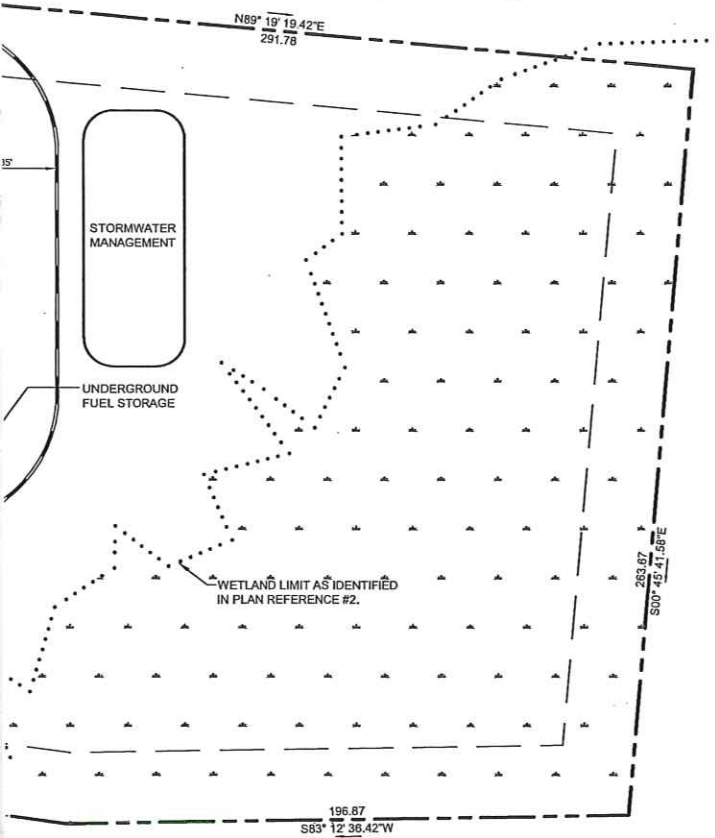 N89° 19' 19.42"E
291.78
35'
STORMWATER
MANAGEMENT
UNDERGROUND
FUEL STORAGE
WETLAND LIMIT AS IDENTIFIED
IN PLAN REFERENCE #2.
263.67
S00° 45' 41.58"E
196.87
S83° 12' 36.42"W